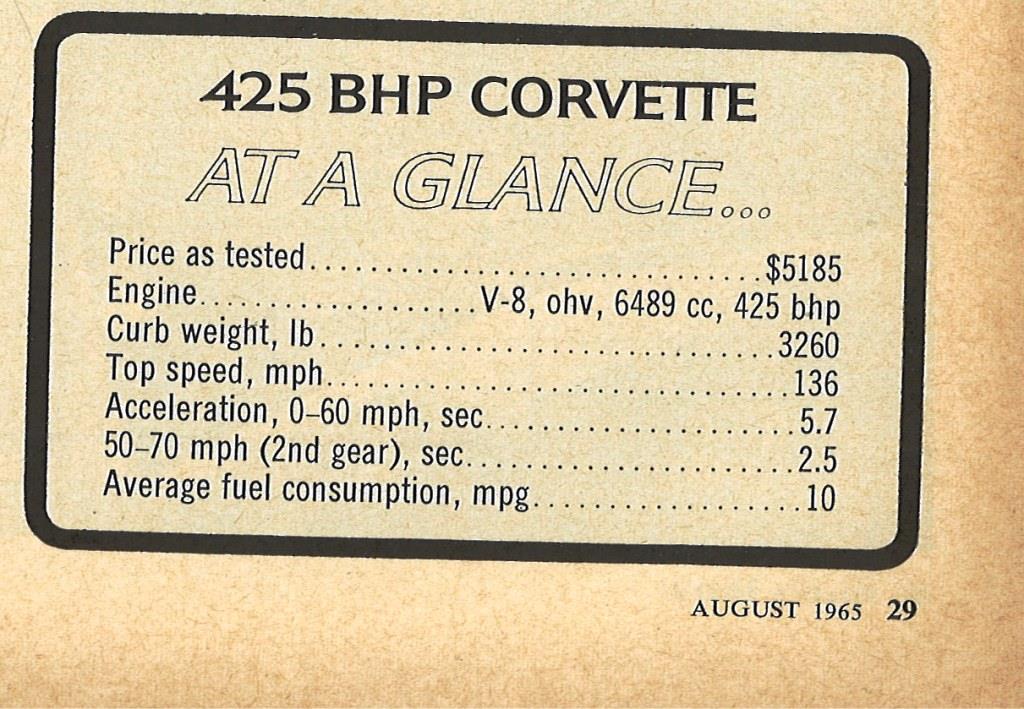 425 BHP CORVETTE
AT A GLANCE...
Price as tested..............................$5185
Engine...................V-8, ohv, 6489 cc, 425 bhp
Curb weight, lb..............................3260
Top speed, mph..............................136
Acceleration, 0–60 mph, sec....................5.7
50–70 mph (2nd gear), sec.....................2.5
Average fuel consumption, mpg..................10
AUGUST 1965 29